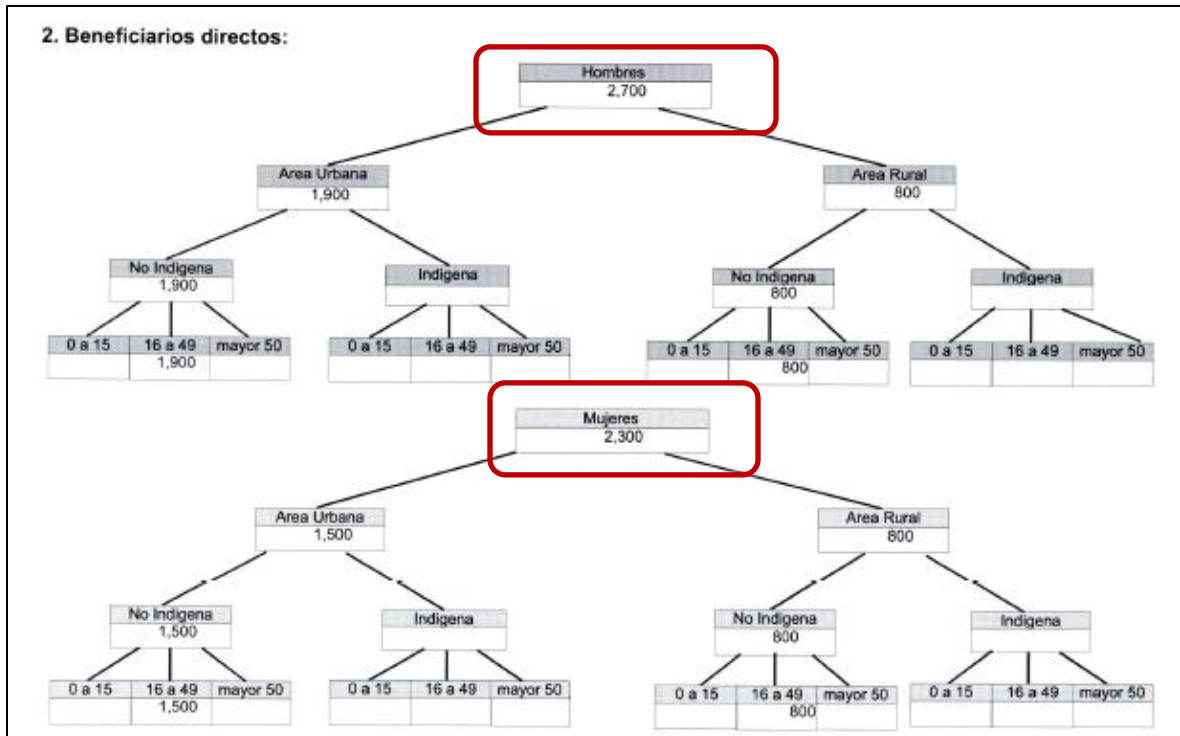 2. Beneficiarios directos:
Hombres
2,700
Area Urbana Area Rural
1,900 800
No Indigena Indigena No Indigena Indigena
1,900 800
0 a 15 16 a 49 mayor 50 0 a 15 16 a 49 mayor 50 0 a 15 16 a 49 mayor 50 0 a 15 16 a 49 mayor 50
1,900 800
Mujeres
2,300
Area Urbana Area Rural
1,500 800
No Indigena Indigena No Indigena Indigena
1,500 800
0 a 15 16 a 49 mayor 50 0 a 15 16 a 49 mayor 50 0 a 15 16 a 49 mayor 50 0 a 15 16 a 49 mayor 50
1,500 800